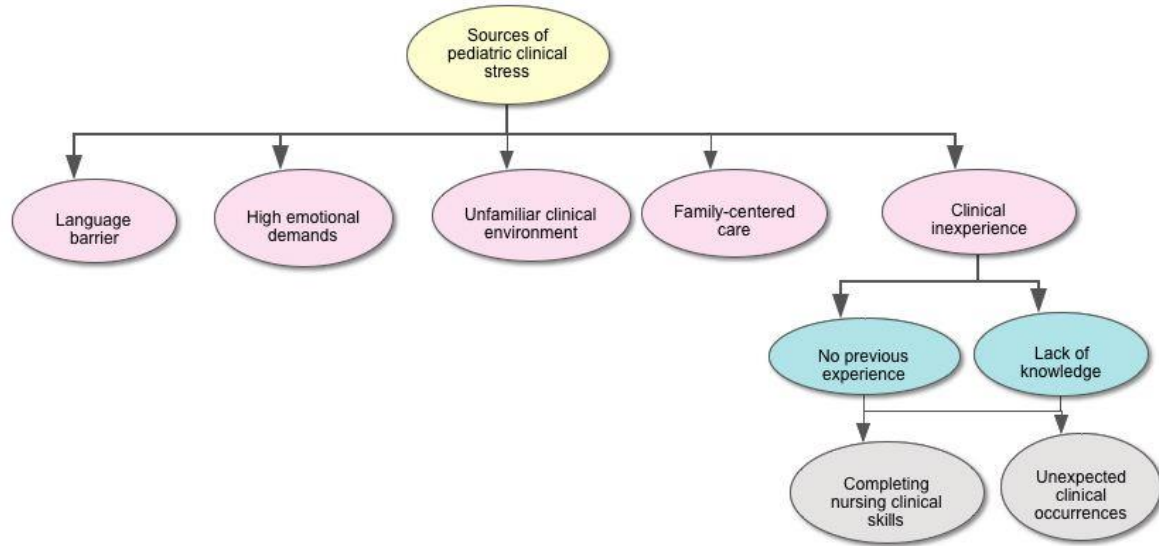 Sources of
pediatric clinical
stress
Language
barrier
High emotional
demands
Unfamiliar clinical
environment
Family-centered
care
Clinical
inexperience
No previous
experience
Lack of
knowledge
Completing
nursing clinical
skills
Unexpected
clinical
occurrences